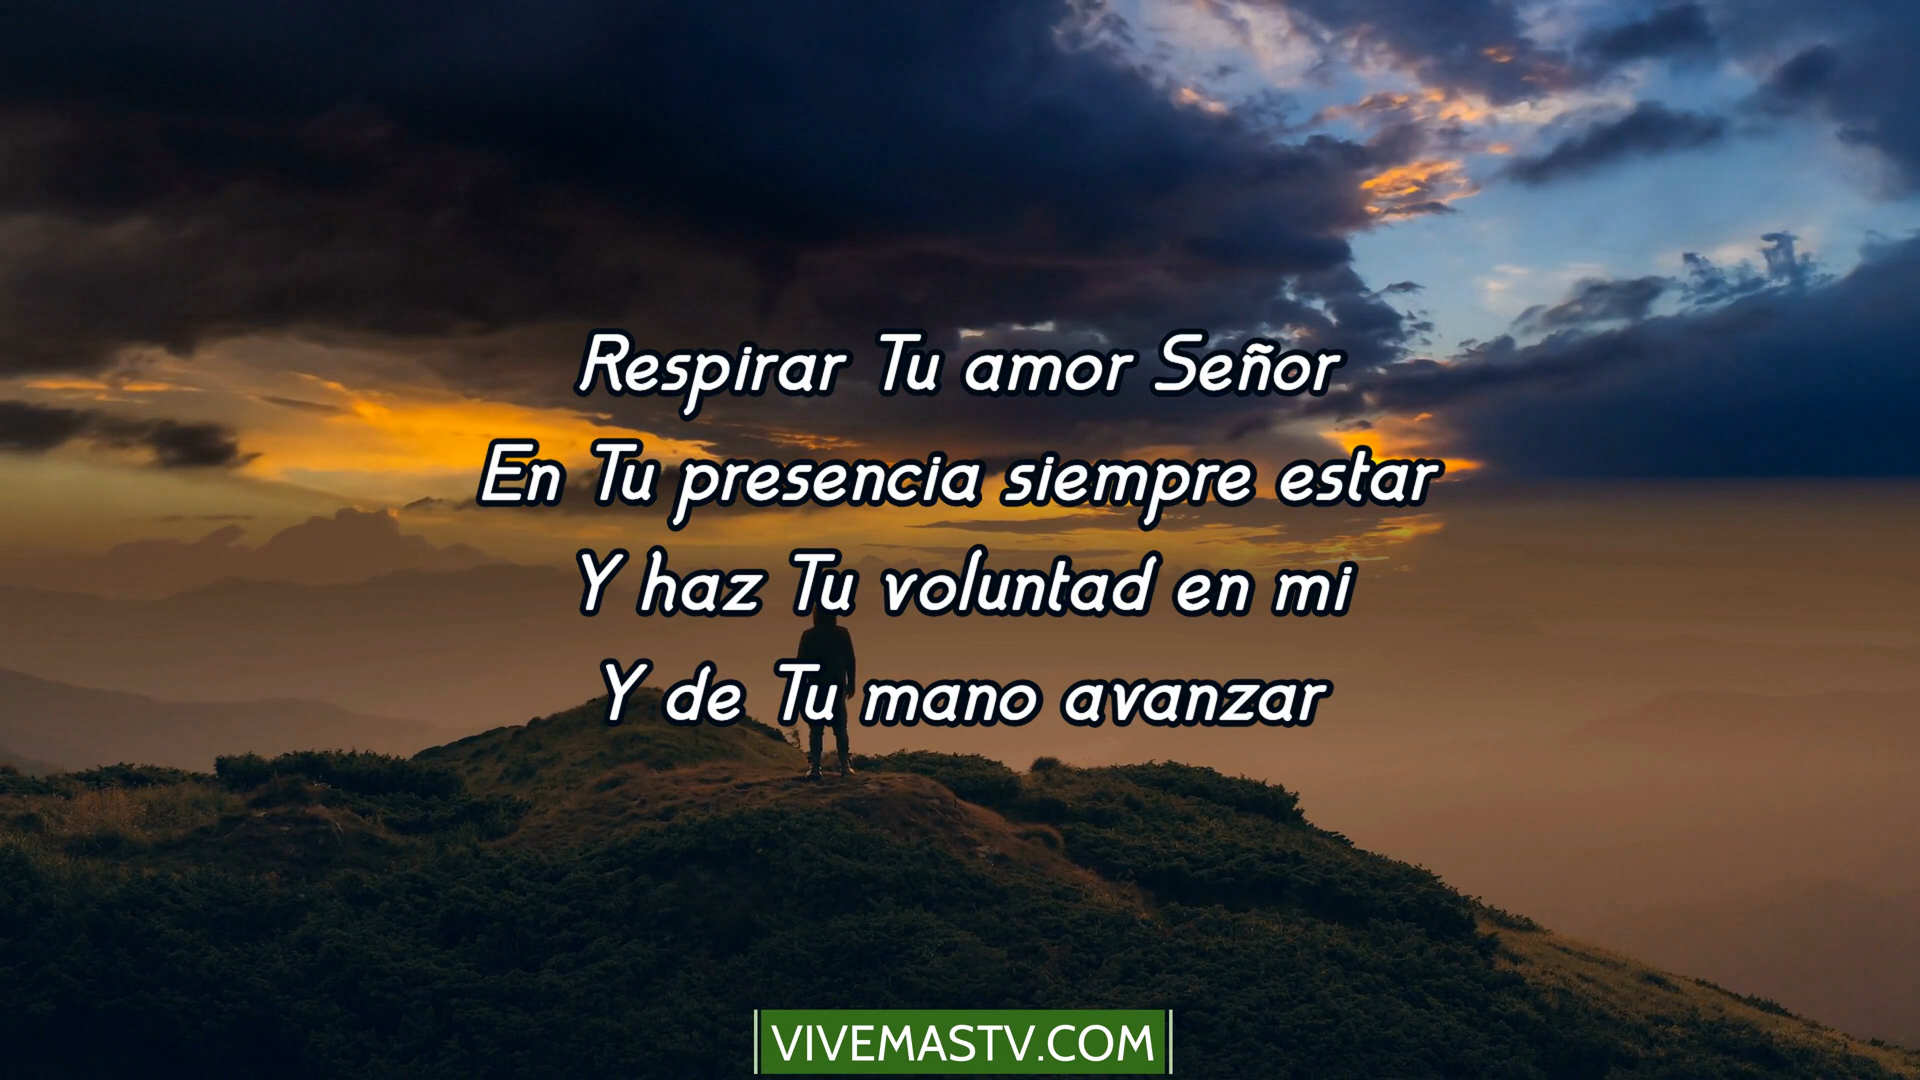 Respirar Tu amor Señor
En Tu presencia siempre estar
Y haz Tu voluntad en mi
Y de Tu mano avanzar
VIVEMASTV.COM